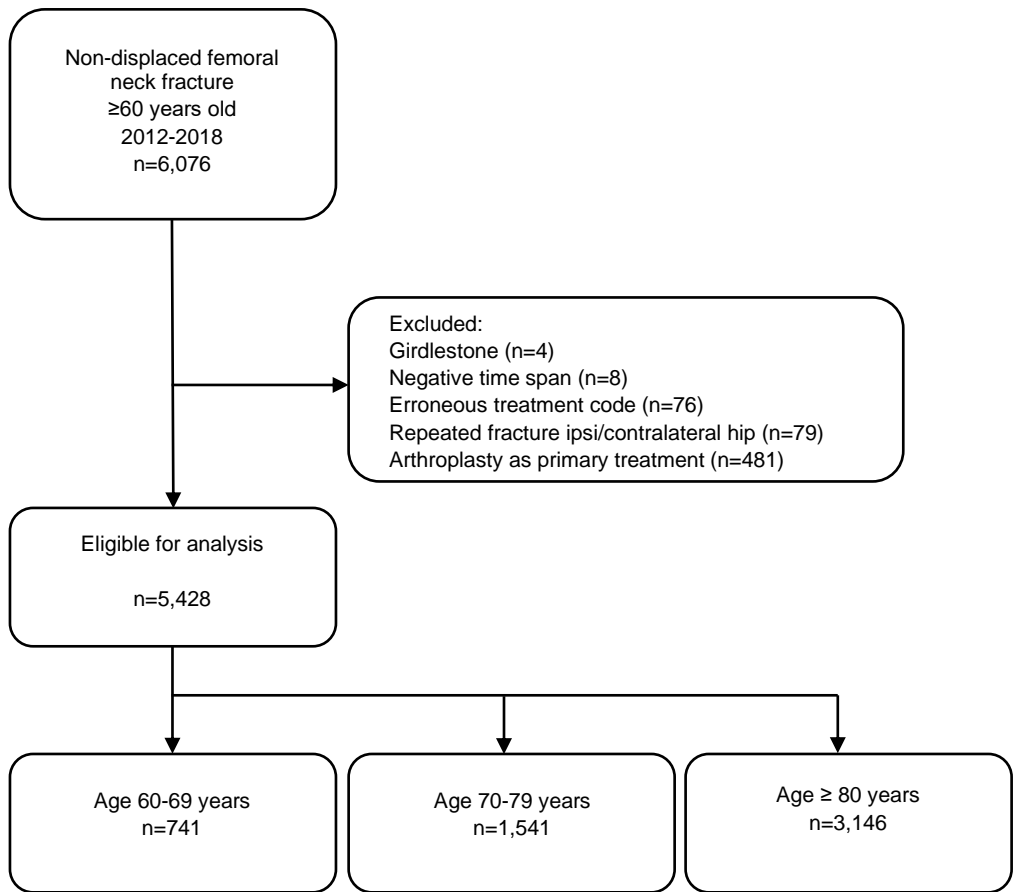 Non-displaced femoral
neck fracture
≥60 years old
2012-2018
n=6,076
Excluded:
Girdlestone (n=4)
Negative time span (n=8)
Erroneous treatment code (n=76)
Repeated fracture ipsi/contralateral hip (n=79)
Arthroplasty as primary treatment (n=481)
Eligible for analysis
n=5,428
Age 60-69 years
n=741
Age 70-79 years
n=1,541
Age ≥ 80 years
n=3,146